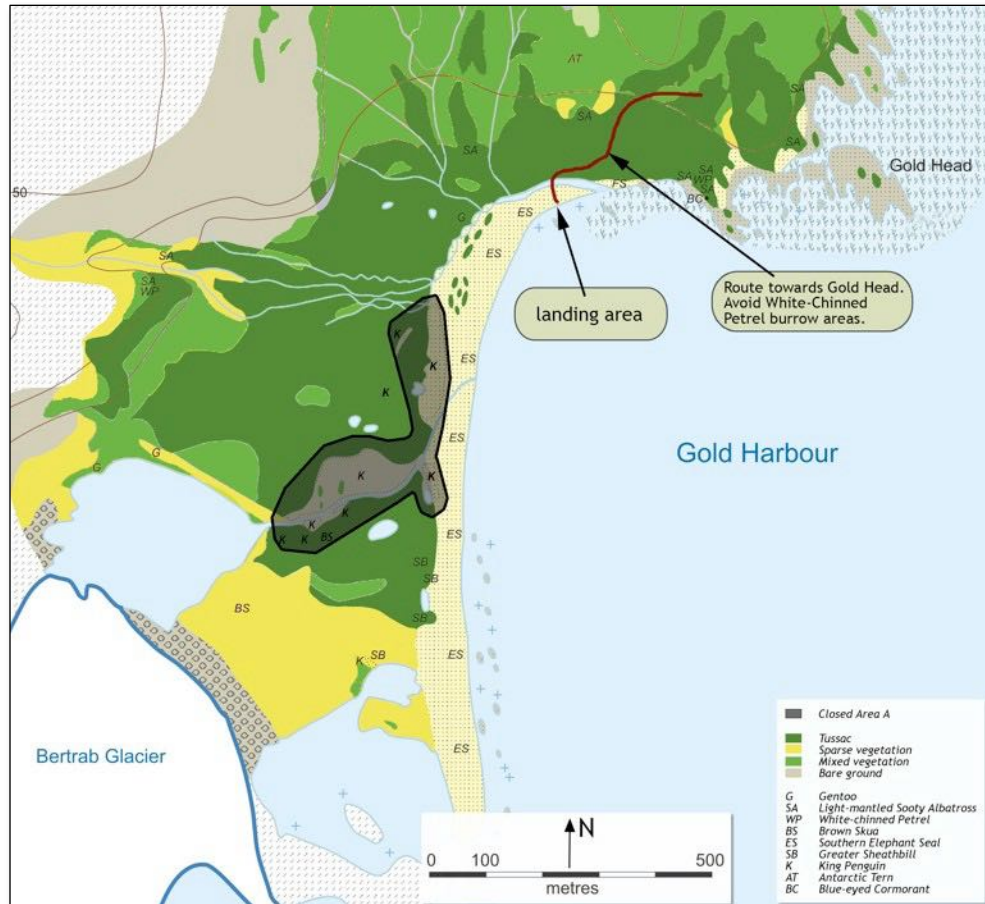 AT
SA
SA
SA
SA
50
Gold Head
SA
WP
SA
SA
BC
FS
G
ES
ES
landing area
Route towards Gold Head.
Avoid White-Chinned
Petrel burrow areas.
SA
SA
WP
K
K
K
ES
ES
Gold Harbour
G
G
K
K
K
K
K
K
BS
ES
SB
SB
SB
BS
K
SB
ES
ES
Bertrab Glacier
N
0 100 500
metres
Closed Area A
Tussac
Sparse vegetation
Mixed vegetation
Bare ground
G Gentoo
SA Light-mantled Sooty Albatross
WP White-chinned Petrel
BS Brown Skua
ES Southern Elephant Seal
SB Greater Sheathbill
K King Penguin
AT Antarctic Tern
BC Blue-eyed Cormorant